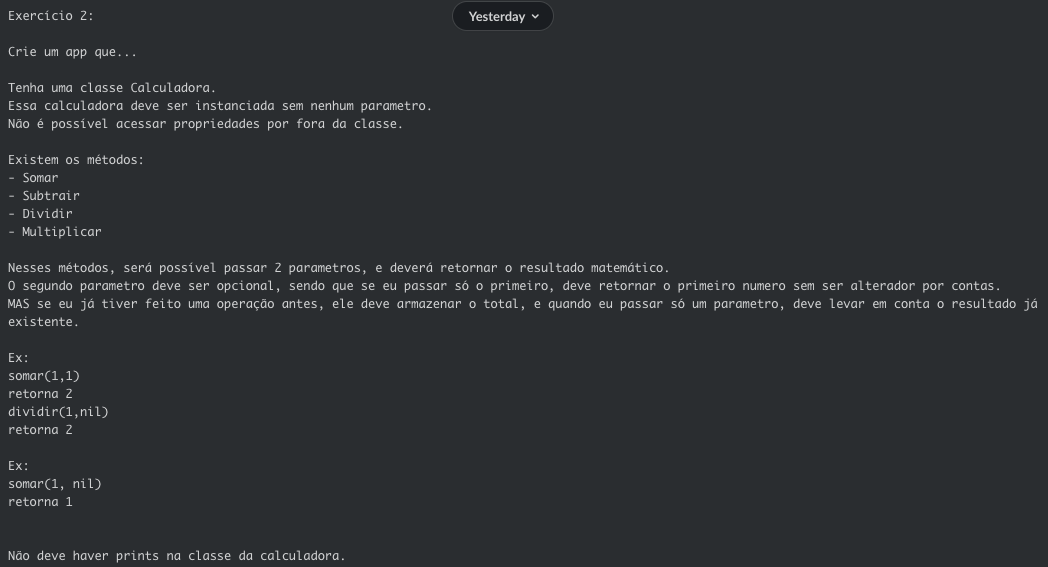 Exercício 2:
Yesterday
Crie um app que...
Tenha uma classe Calculadora.
Essa calculadora deve ser instanciada sem nenhum parametro.
Não é possível acessar propriedades por fora da classe.
Existem os métodos:
- Somar
- Subtrair
- Dividir
- Multiplicar
Nesses métodos, será possível passar 2 parametros, e deverá retornar o resultado matemático.
O segundo parametro deve ser opcional, sendo que se eu passar só o primeiro, deve retornar o primeiro numero sem ser alterador por contas.
MAS se eu já tiver feito uma operação antes, ele deve armazenar o total, e quando eu passar só um parametro, deve levar em conta o resultado já
existente.
Ex:
somar(1,1)
retorna 2
dividir(1,nil)
retorna 2
Ex:
somar(1, nil)
retorna 1
Não deve haver prints na classe da calculadora.